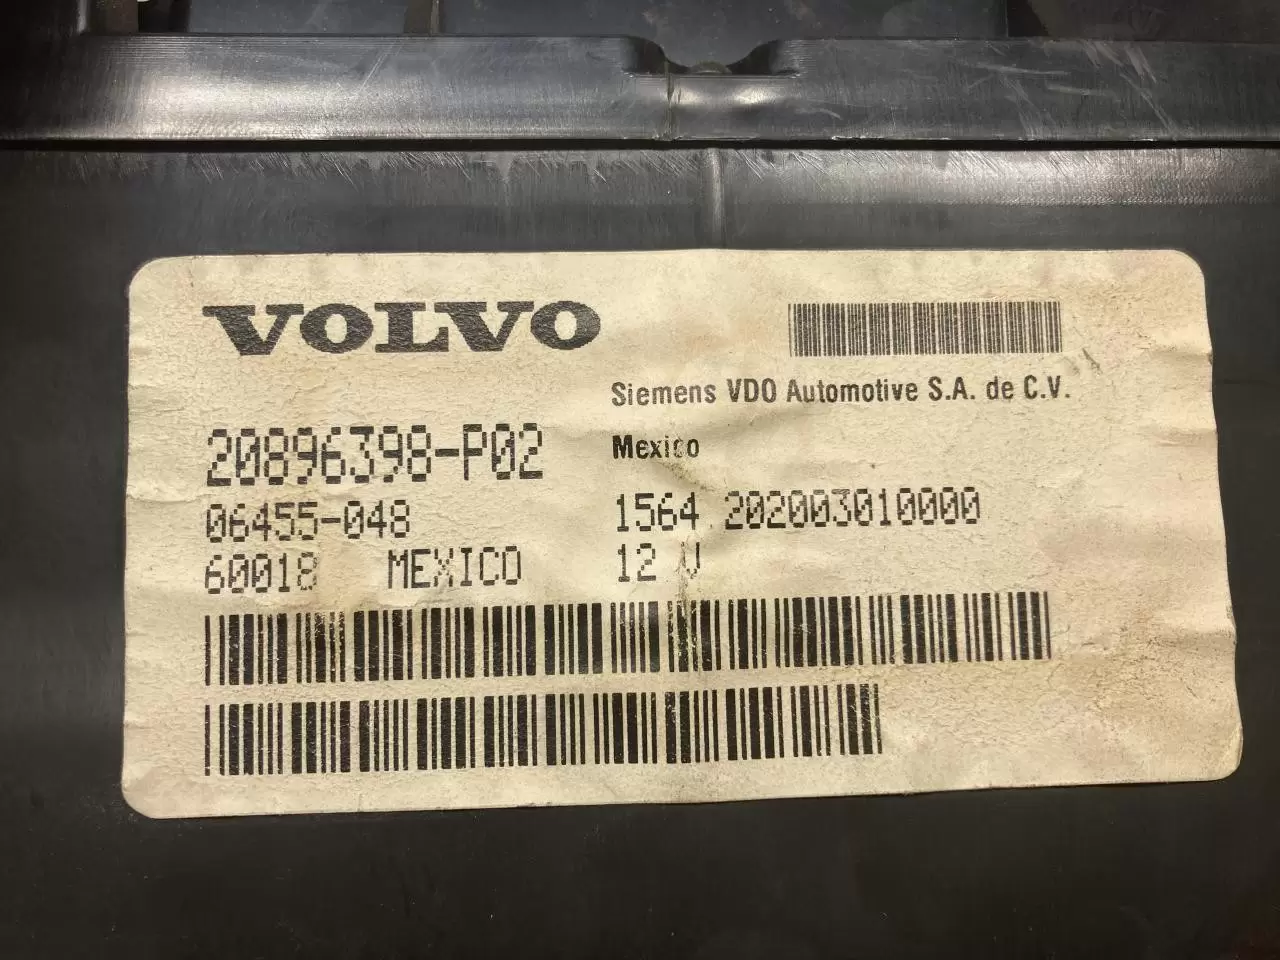 VOLVO
Siemens VDO Automotive S.A. de C.V.
20896398-P02
Mexico
06455-048
1564 202003010000
60018 MEXICO
12 V